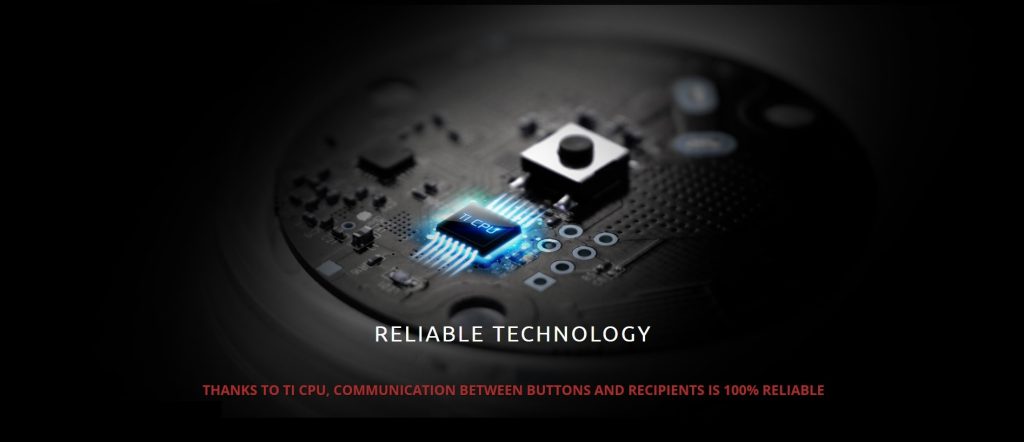 Ti CPU
RELIABLE TECHNOLOGY
THANKS TO TI CPU, COMMUNICATION BETWEEN BUTTONS AND RECIPIENTS IS 100% RELIABLE